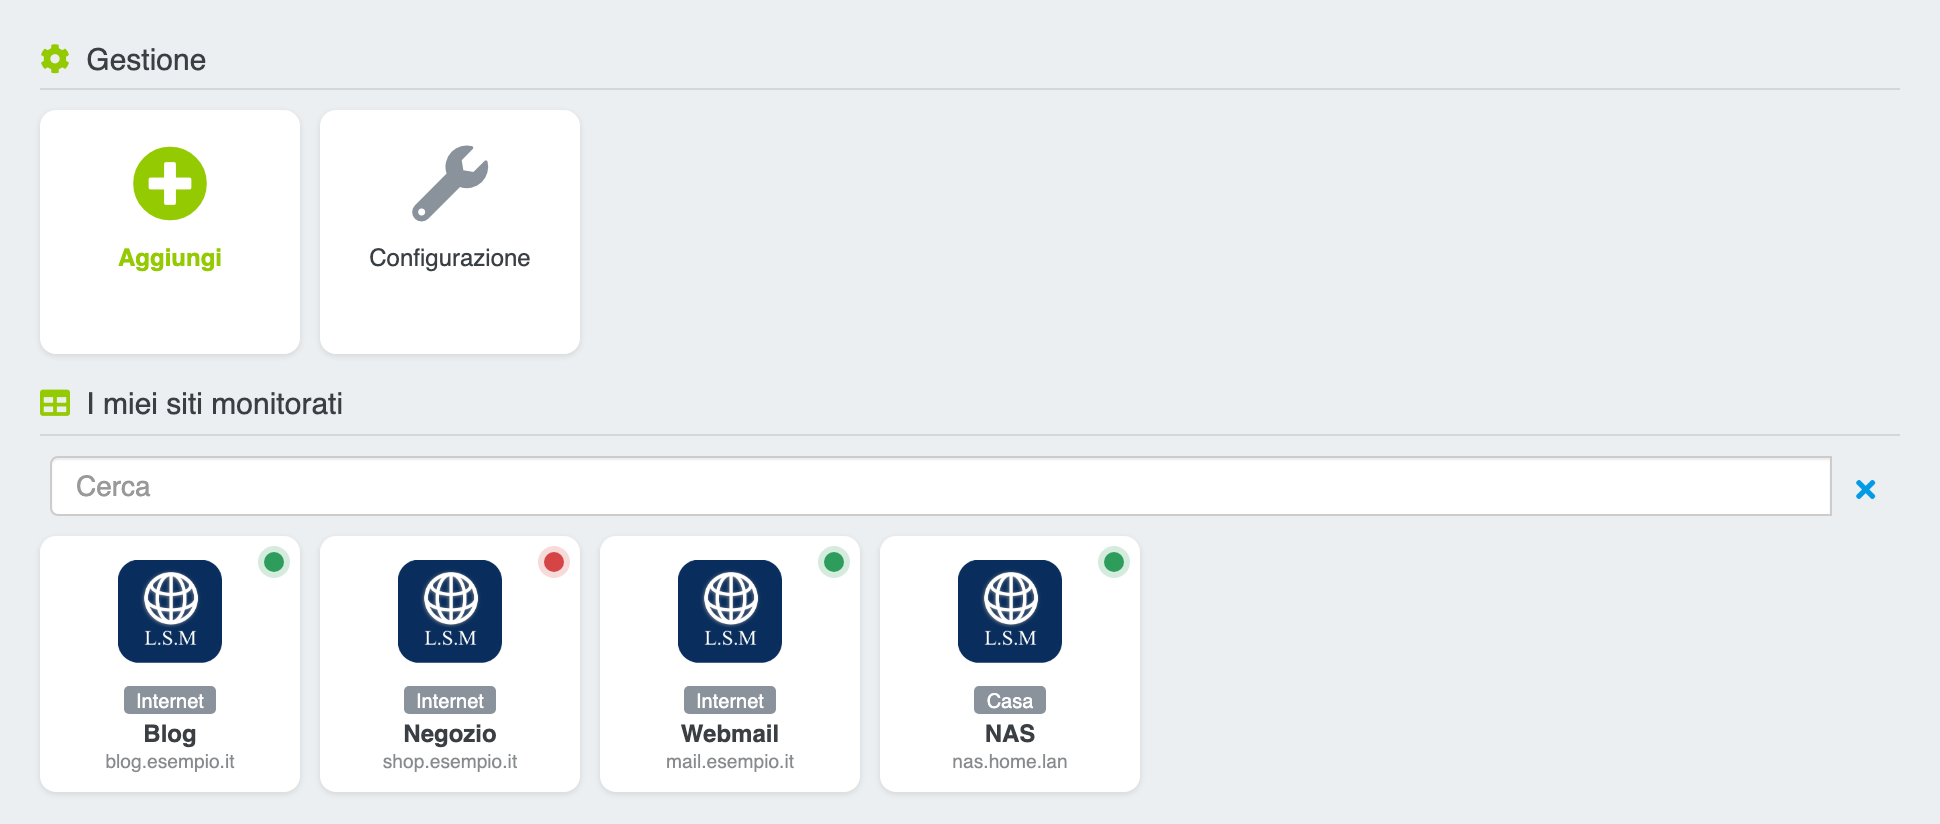 Gestione
Aggiungi
Configurazione
I miei siti monitorati
Cerca
L.S.M
Internet
Blog
blog.esempio.it
L.S.M
Internet
Negozio
shop.esempio.it
L.S.M
Internet
Webmail
mail.esempio.it
L.S.M
Casa
NAS
nas.home.lan